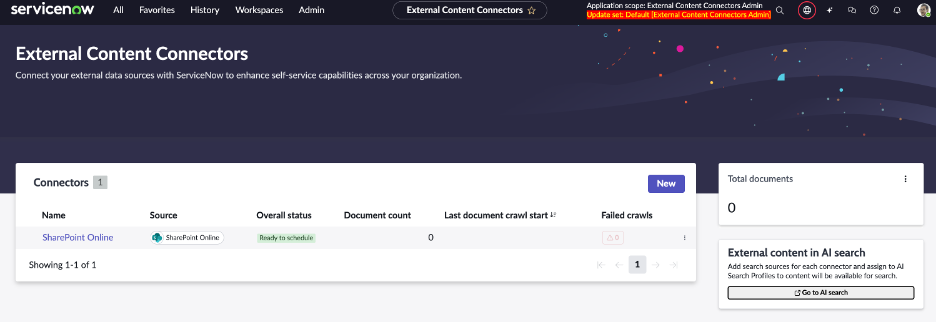 servicenow
All Favorites History Workspaces Admin
External Content Connectors
Application scope: External Content Connectors Admin
Update set: Default [External Content Connectors Admin]
External Content Connectors
Connect your external data sources with ServiceNow to enhance self-service capabilities across your organization.
Connectors 1
New
Name Source Overall status Document count Last document crawl start Failed crawls
SharePoint Online SharePoint Online Ready to schedule 0 0
Showing 1-1 of 1
1
Total documents
0
External content in AI search
Add search sources for each connector and assign to AI
Search Profiles to content will be available for search.
Go to AI search